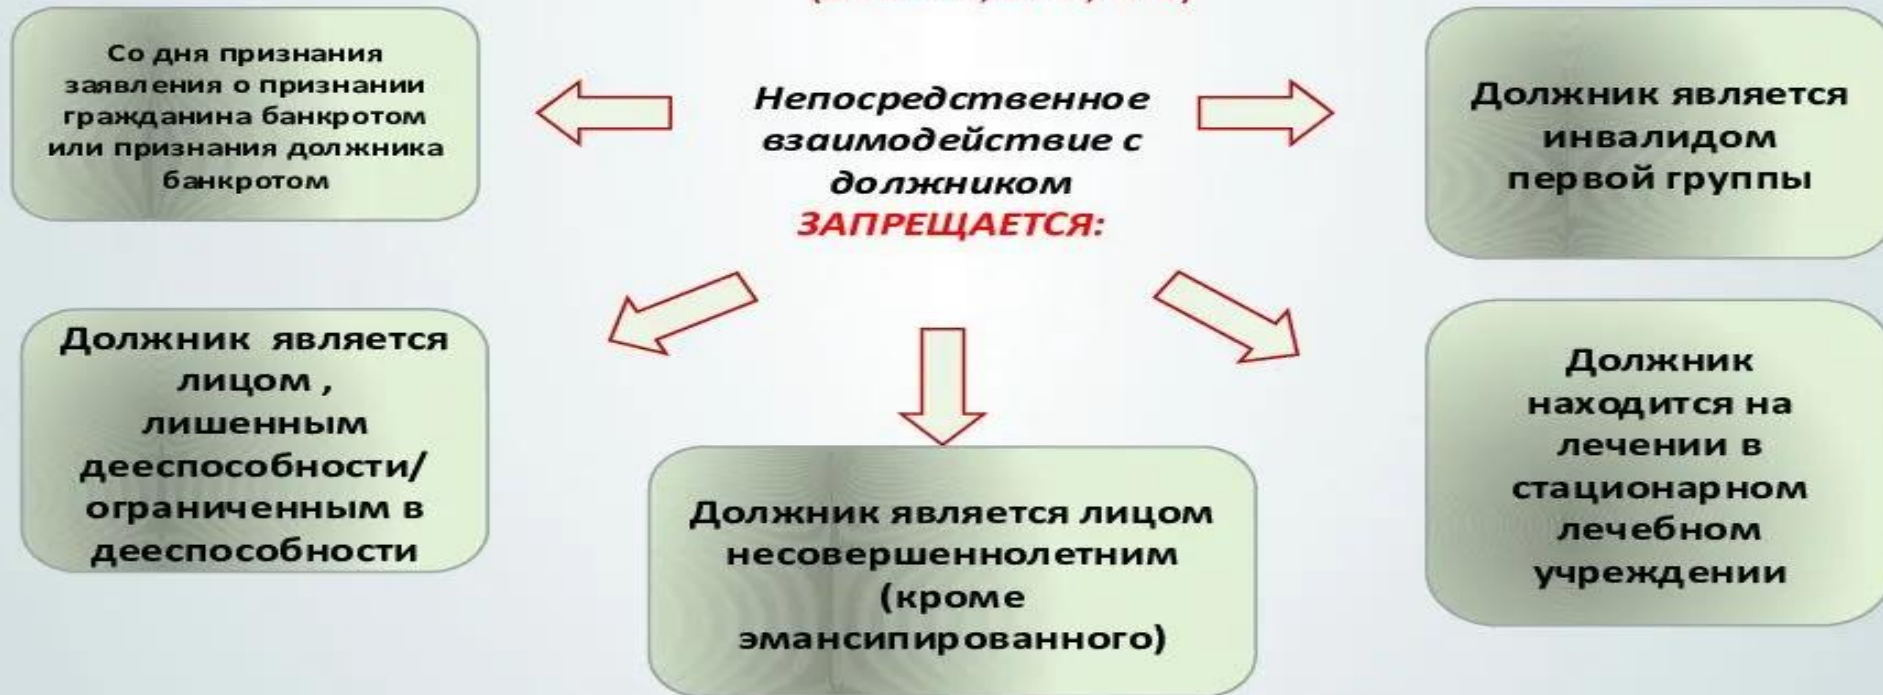 Со дня признания
заявления о признании
гражданина банкротом
или признания должника
банкротом
Непосредственное
взаимодействие с
должником
ЗАПРЕЩАЕТСЯ:
Должник является
инвалидом
первой группы
Должник является
лицом ,
лишенным
дееспособности/
ограниченным в
дееспособности
Должник является лицом
несовершеннолетним
(кроме
эмансипированного)
Должник
находится на
лечении в
стационарном
лечебном
учреждении